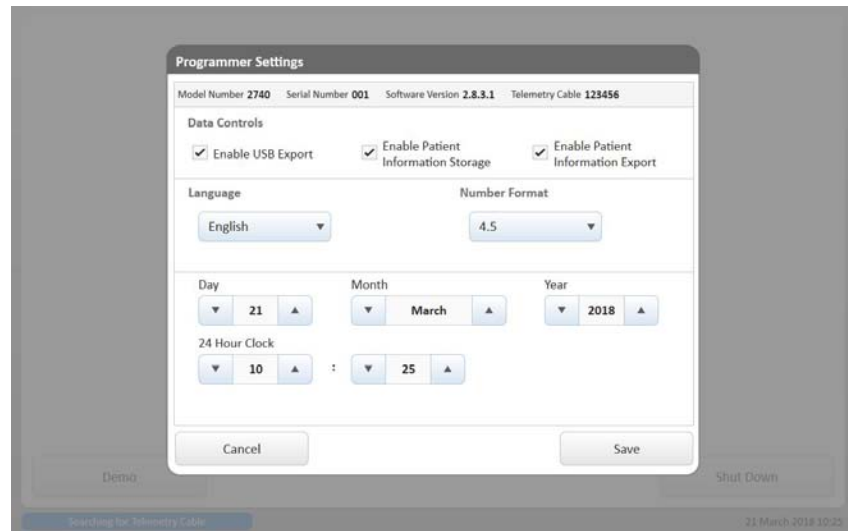 Programmer Settings
Model Number 2740 Serial Number 001 Software Version 2.8.3.1 Telemetry Cable 123456
Data Controls
Enable USB Export
Enable Patient
Information Storage
Enable Patient
Information Export
Language Number Format
English 4.5
Day Month Year
21 March 2018
24 Hour Clock
10 : 25
Cancel Save
Demo Shut Down
Searching for Telemetry Cable 21 March 2018 10:25